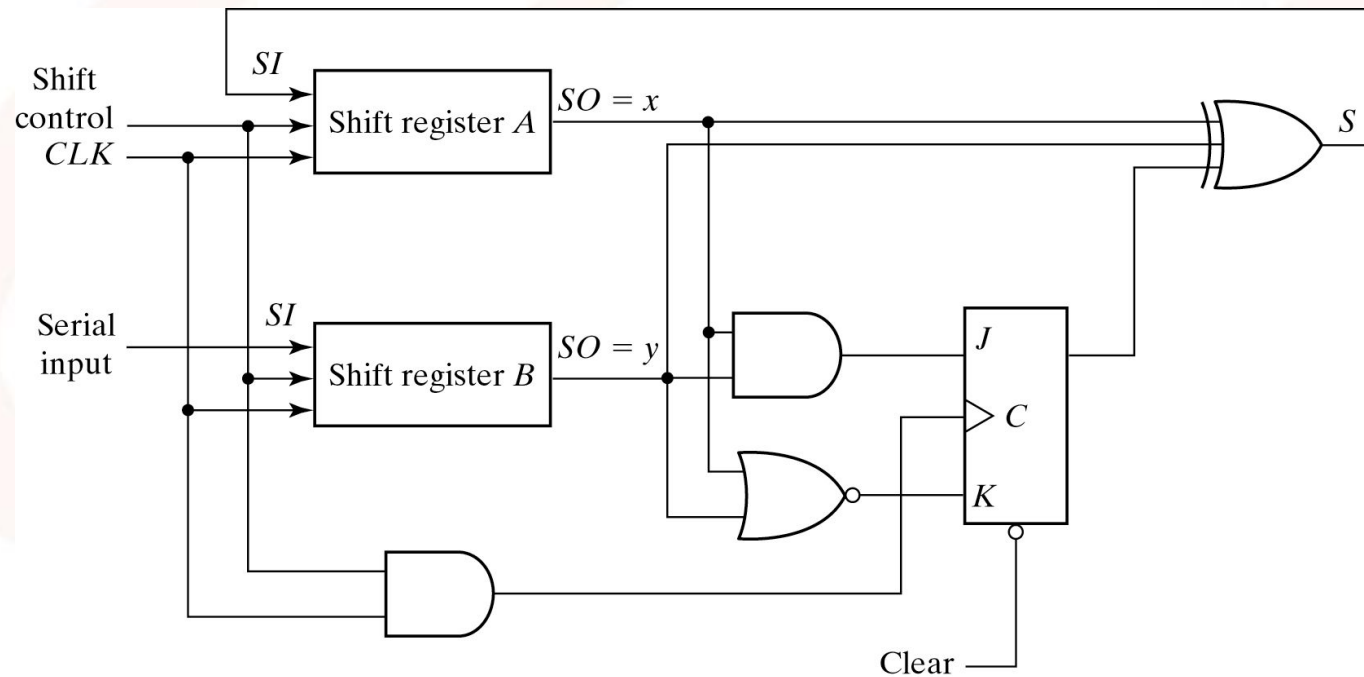 SI
Shift
control
CLK
Shift register A
SO = x
S
Serial
input
SI
Shift register B
SO = y
J
C
K
Clear